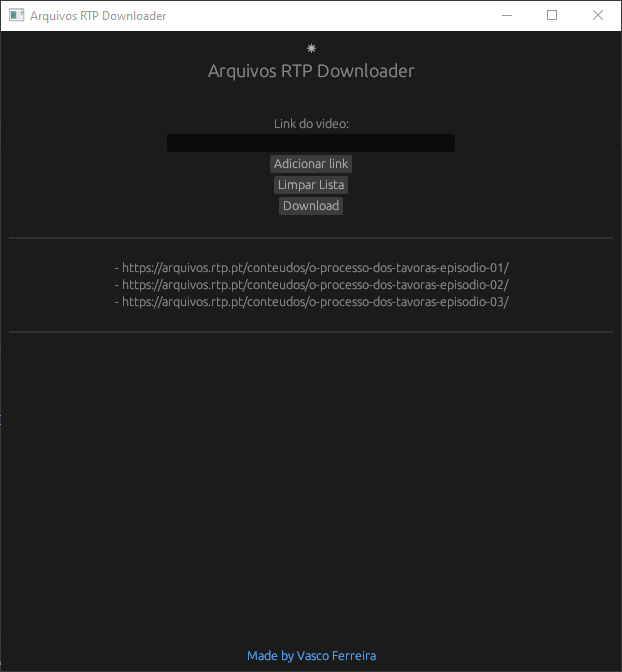 Arquivos RTP Downloader
Arquivos RTP Downloader
Link do video:
Adicionar link
Limpar Lista
Download
- https://arquivos.rtp.pt/conteudos/o-processo-dos-tavoras-episodio-01/
- https://arquivos.rtp.pt/conteudos/o-processo-dos-tavoras-episodio-02/
- https://arquivos.rtp.pt/conteudos/o-processo-dos-tavoras-episodio-03/
Made by Vasco Ferreira